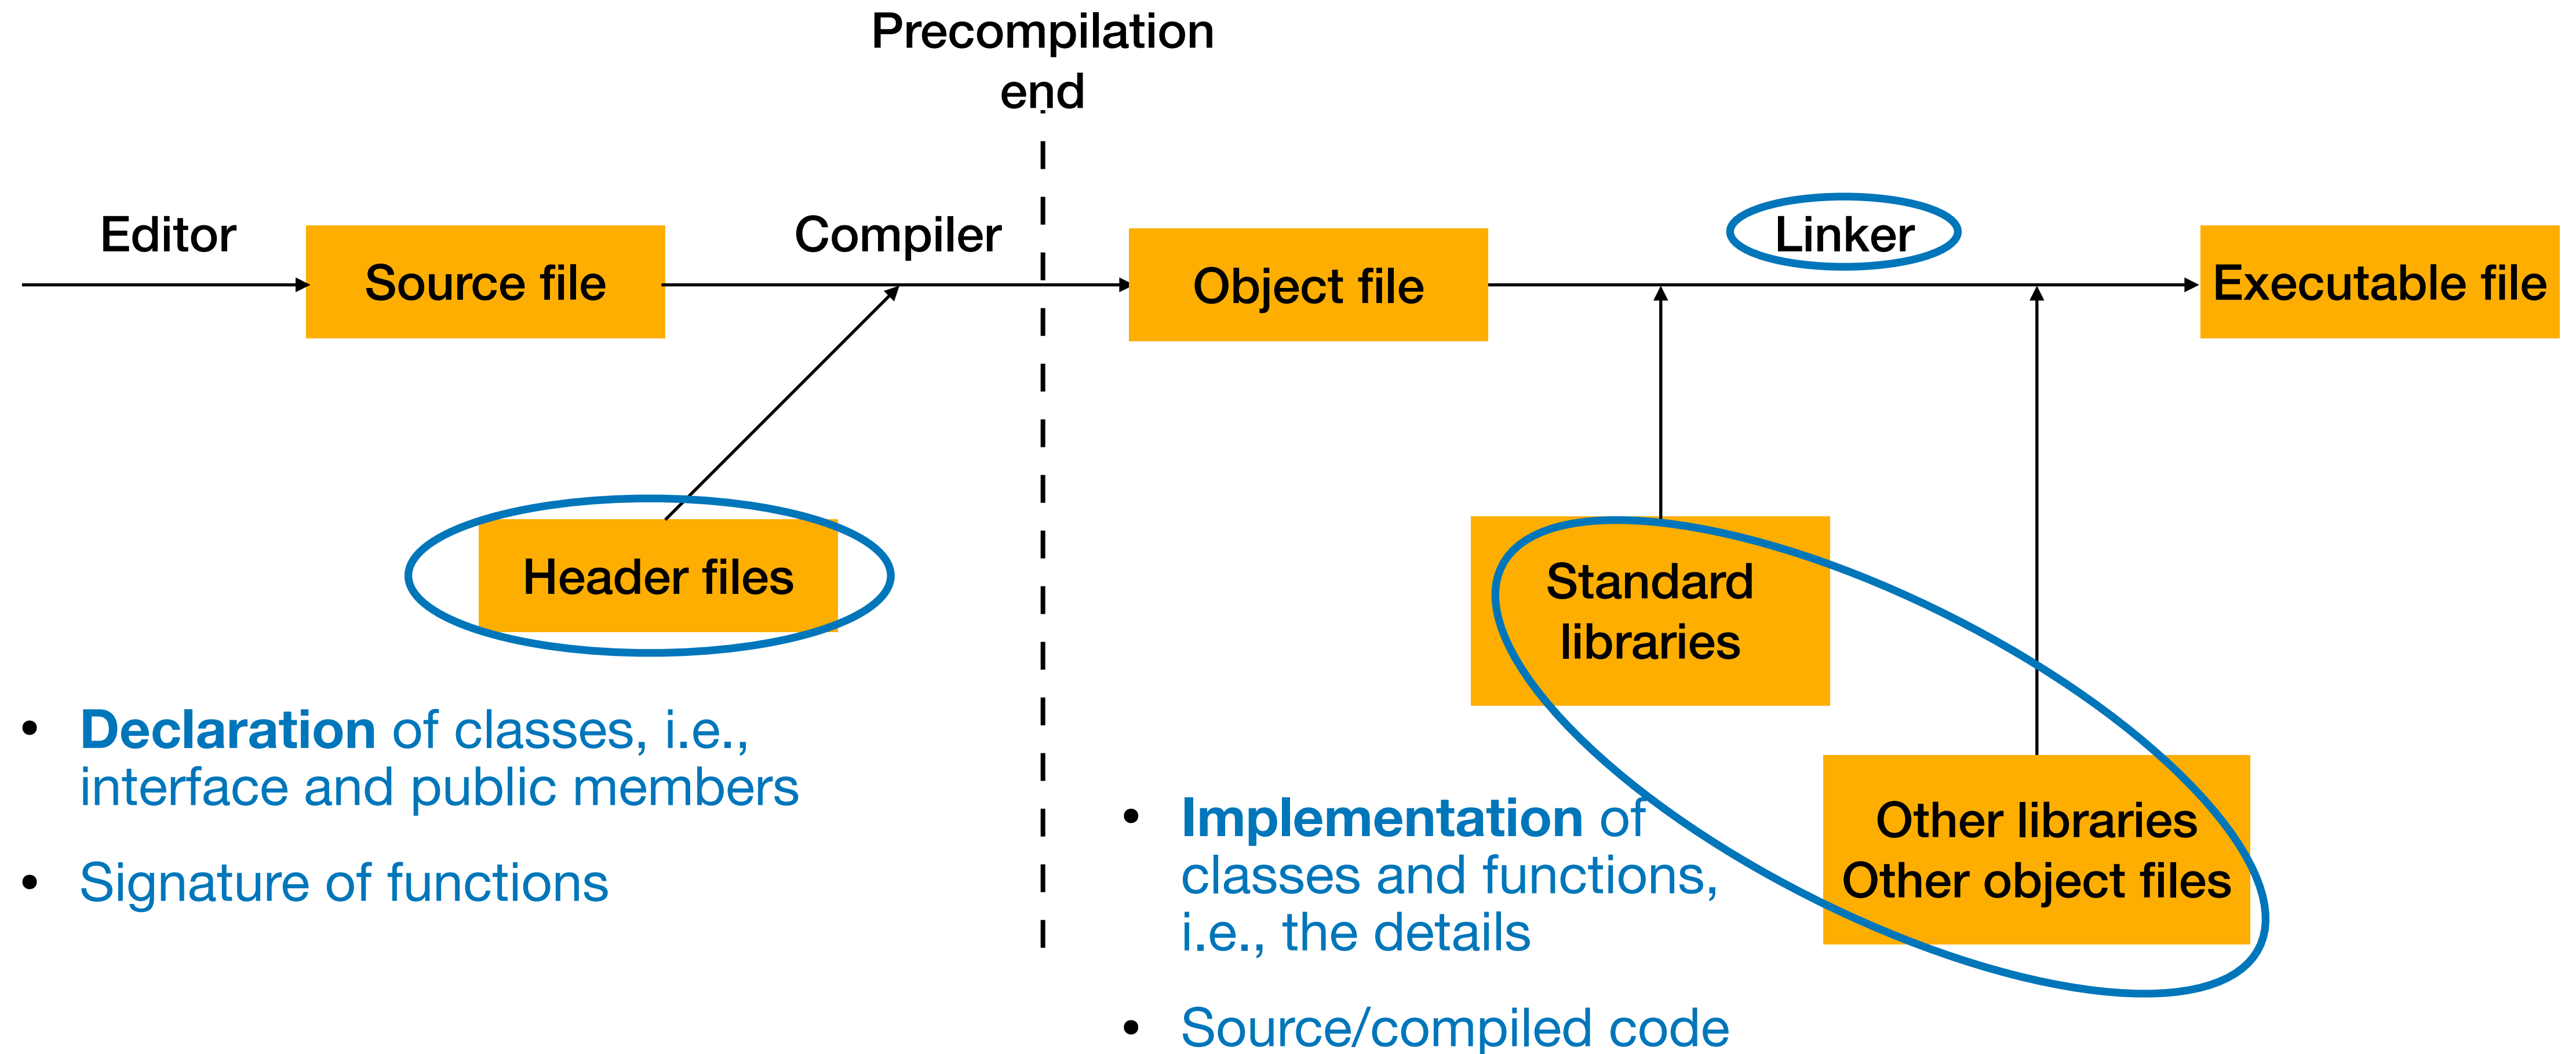 Precompilation
end
Editor
Source file
Compiler
Object file
Linker
Executable file
Header files
Standard
libraries
• Declaration of classes, i.e.,
interface and public members
• Signature of functions
• Implementation of
classes and functions,
i.e., the details
• Source/compiled code
Other libraries
Other object files